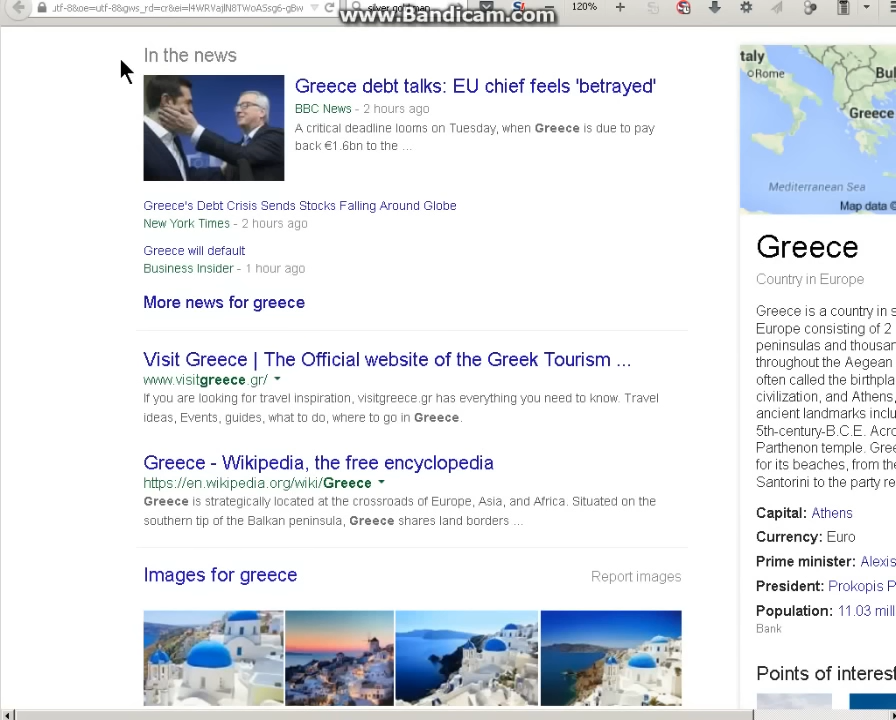 www.Bandicam.com
120%
In the news
Greece debt talks: EU chief feels 'betrayed'
BBC News - 2 hours ago
A critical deadline looms on Tuesday, when Greece is due to pay
back €1.6bn to the ...
Greece's Debt Crisis Sends Stocks Falling Around Globe
New York Times - 2 hours ago
Greece will default
Business Insider - 1 hour ago
More news for greece
Visit Greece | The Official website of the Greek Tourism ...
www.visitgreece.gr/
If you are looking for travel inspiration, visitgreece.gr has everything you need to know. Travel
ideas, Events, guides, what to do, where to go in Greece.
Greece - Wikipedia, the free encyclopedia
https://en.wikipedia.org/wiki/Greece
Greece is strategically located at the crossroads of Europe, Asia, and Africa. Situated on the
southern tip of the Balkan peninsula, Greece shares land borders ...
Images for greece
Report images
Italy
Rome
Bul
Greece
Mediterranean Sea
Map data ©
Greece
Country in Europe
Greece is a country in s
Europe consisting of 2
peninsulas and thousan
throughout the Aegean
often called the birthpla
civilization, and Athens,
ancient landmarks inclu
5th-century-B.C.E. Acro
Parthenon temple. Gree
for its beaches, from the
Santorini to the party re
Capital: Athens
Currency: Euro
Prime minister: Alexis
President: Prokopis P
Population: 11.03 mill
Bank
Points of interes